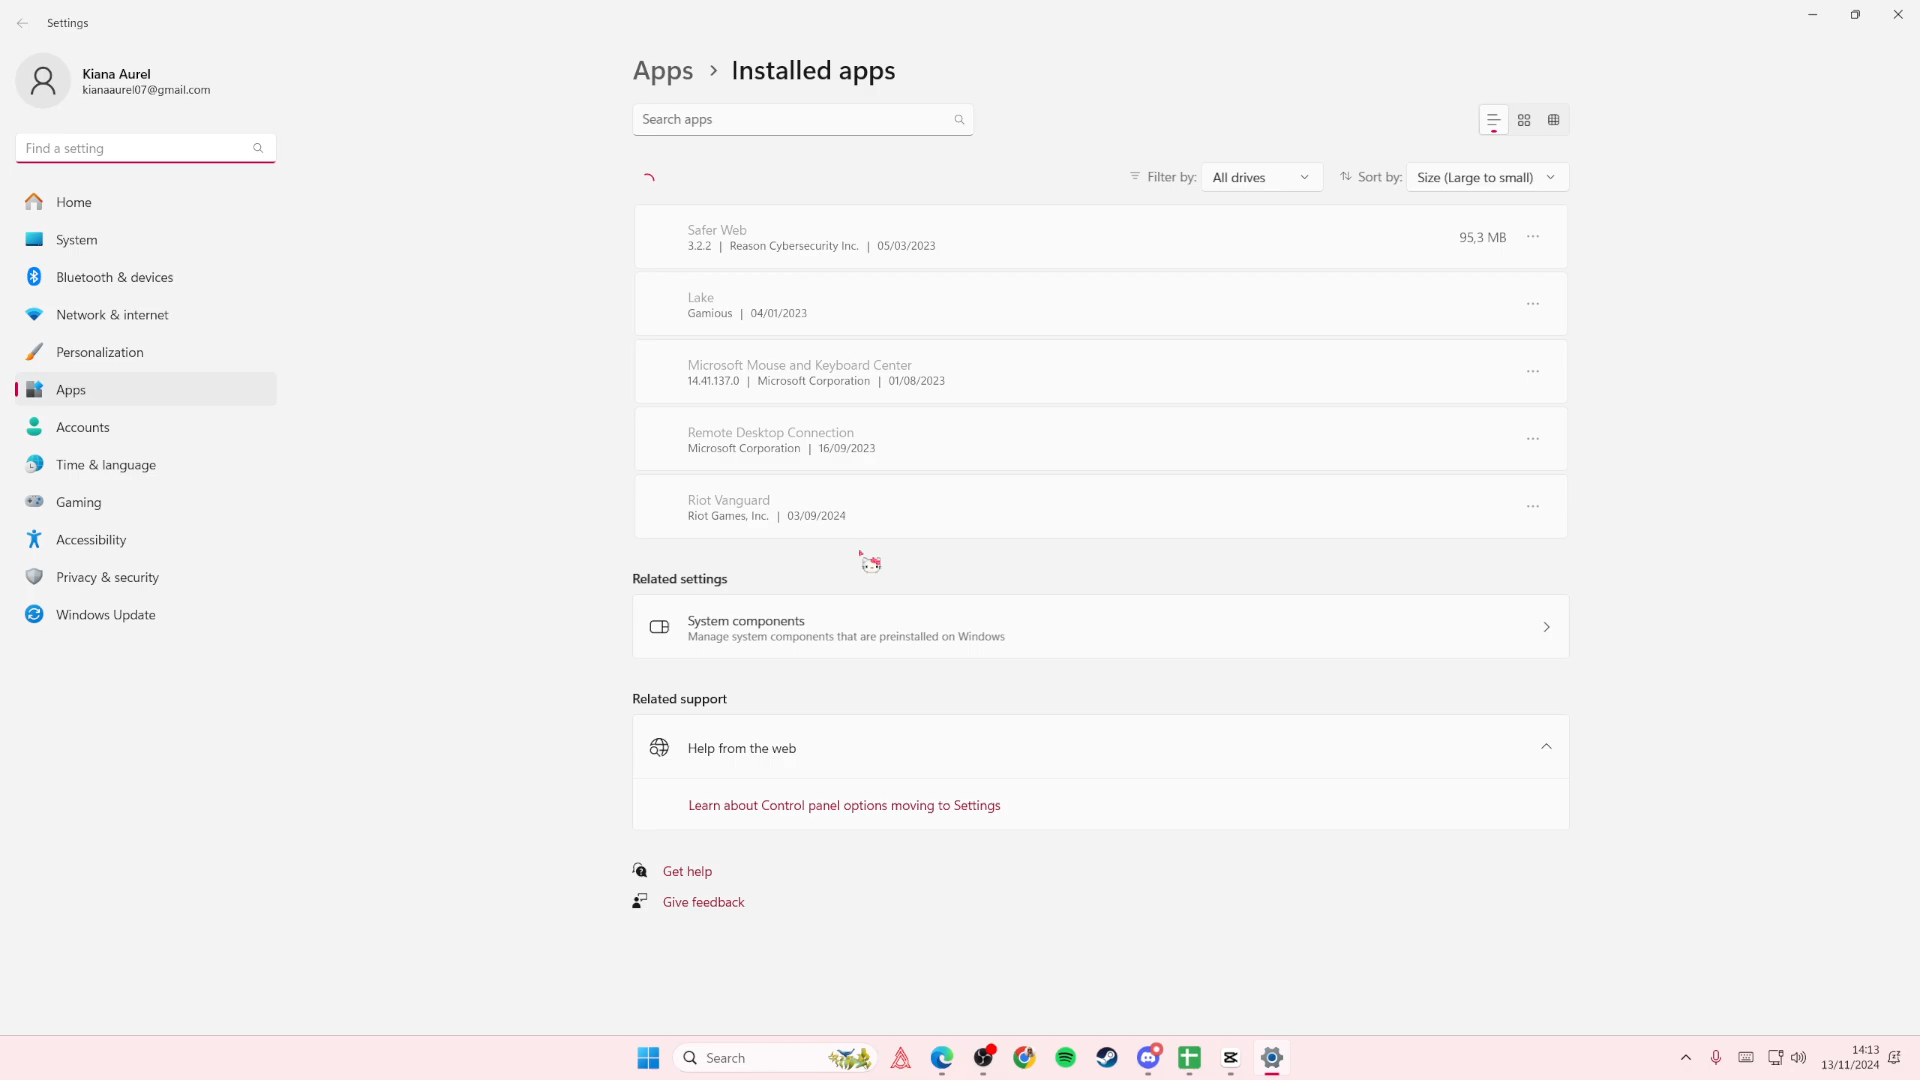 Settings
Kiana Aurel
kianaaurel07@gmail.com
Find a setting
Home
System
Bluetooth & devices
Network & internet
Personalization
Apps
Accounts
Time & language
Gaming
Accessibility
Privacy & security
Windows Update
Apps > Installed apps
Search apps
Filter by: All drives
Sort by: Size (Large to small)
Safer Web
3.2.2 | Reason Cybersecurity Inc. | 05/03/2023
95,3 MB
Lake
Gamious | 04/01/2023
Microsoft Mouse and Keyboard Center
14.41.137.0 | Microsoft Corporation | 01/08/2023
Remote Desktop Connection
Microsoft Corporation | 16/09/2023
Riot Vanguard
Riot Games, Inc. | 03/09/2024
Related settings
System components
Manage system components that are preinstalled on Windows
Related support
Help from the web
Learn about Control panel options moving to Settings
Get help
Give feedback
Search
14:13
13/11/2024